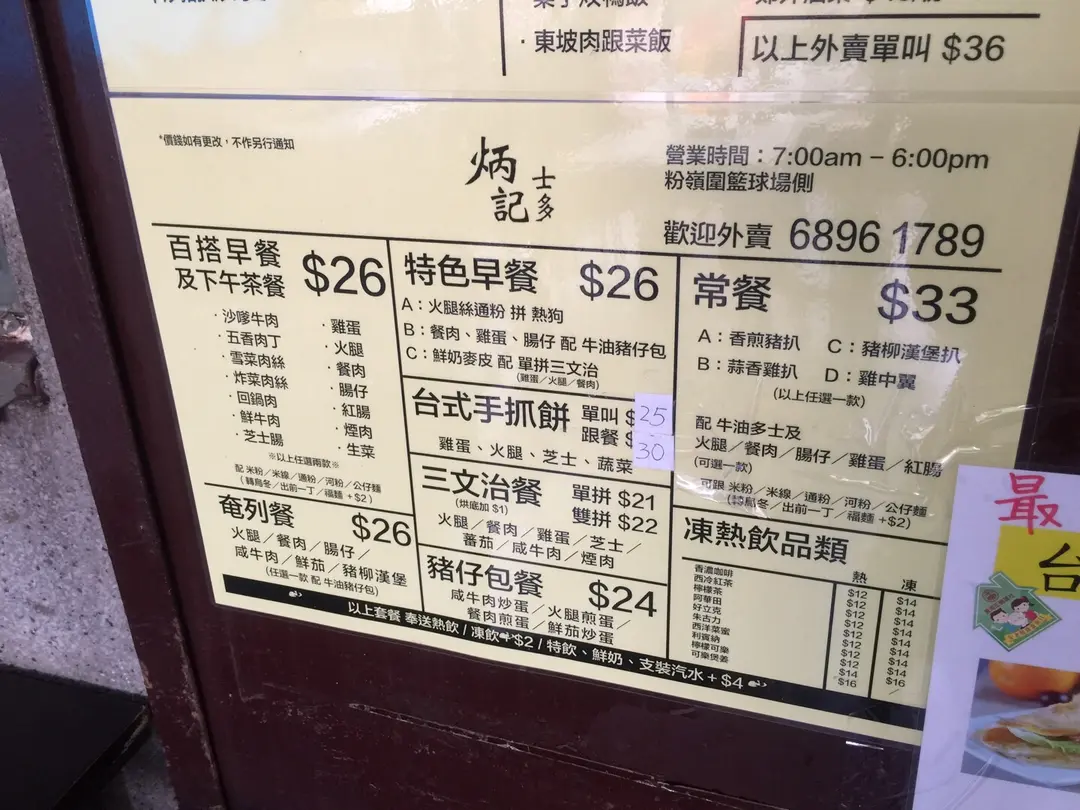 ·東坡肉跟菜飯
以上外賣單叫 $36
*價錢如有更改，不作另行通知
炳記
士多
營業時間：7:00am – 6:00pm
粉嶺圍籃球場側
歡迎外賣 6896 1789
百搭早餐
及下午茶餐 $26
·沙嗲牛肉
·五香肉丁
·雪菜肉絲
·炸菜肉絲
·回鍋肉
·鮮牛肉
·芝士腸
·雞蛋
·火腿
·餐肉
·腸仔
·紅腸
·煙肉
·生菜
※以上任選兩款※
配 米粉／米線／通粉／河粉／公仔麵
（轉烏冬／出前一丁／福麵 +$2）
奄列餐 $26
火腿／餐肉／腸仔／
咸牛肉／鮮茄／豬柳漢堡
（任選一款 配 牛油豬仔包）
特色早餐 $26
A：火腿絲通粉 拼 熱狗
B：餐肉、雞蛋、腸仔 配 牛油豬仔包
C：鮮奶麥皮 配 單拼三文治
（雞蛋／火腿／餐肉）
台式手抓餅 單叫 $25
跟餐 $30
雞蛋、火腿、芝士、蔬菜
三文治餐 單拼 $21
（烘底加 $1） 雙拼 $22
火腿／餐肉／雞蛋／芝士／
蕃茄／咸牛肉／煙肉
豬仔包餐 $24
咸牛肉炒蛋／火腿煎蛋／
餐肉煎蛋／鮮茄炒蛋
常餐 $33
A：香煎豬扒 C：豬柳漢堡扒
B：蒜香雞扒 D：雞中翼
（以上任選一款）
配 牛油多士及
火腿／餐肉／腸仔／雞蛋／紅腸
（可選一款）
可跟 米粉／米線／通粉／河粉／公仔麵
（轉烏冬／出前一丁／福麵 +$2）
凍熱飲品類
熱 凍
香濃咖啡 $12 $14
西冷紅茶 $12 $14
檸檬茶 $12 $14
阿華田 $12 $14
好立克 $12 $14
朱古力 $12 $14
西洋菜蜜 $12 $14
利賓納 $12 $14
檸檬可樂 $14 $16
可樂煲薑 $16 /
以上套餐 奉送熱飲 / 凍飲+$2 / 特飲、鮮奶、支裝汽水 + $4
最
台